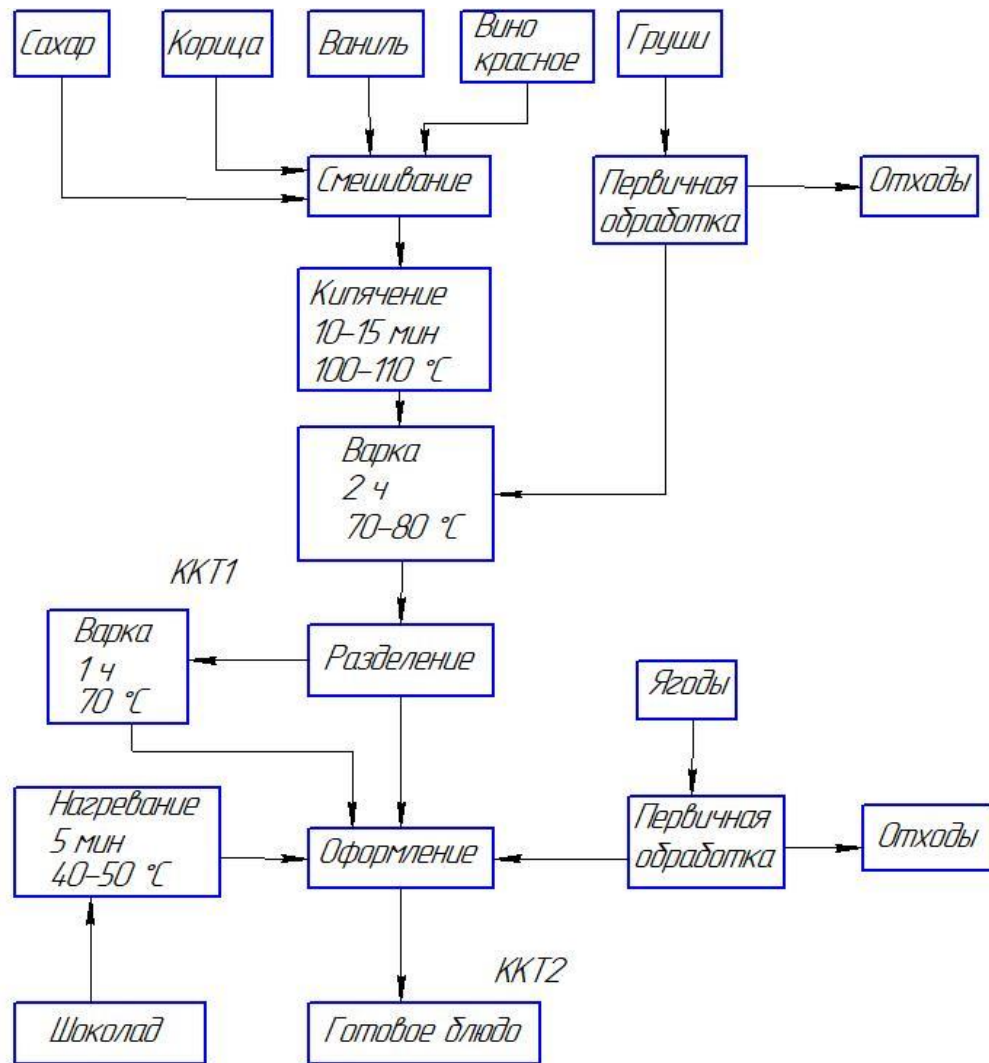 Сахар
Корица
Ваниль
Вино
красное
Груши
Смешивание
Первичная
обработка
Отходы
Кипячение
10-15 мин
100-110 °C
Варка
2 ч
70-80 °C
ККТ1
Варка
1 ч
70 °C
Разделение
Ягоды
Нагревание
5 мин
40-50 °C
Оформление
Первичная
обработка
Отходы
ККТ2
Шоколад
Готовое блюдо